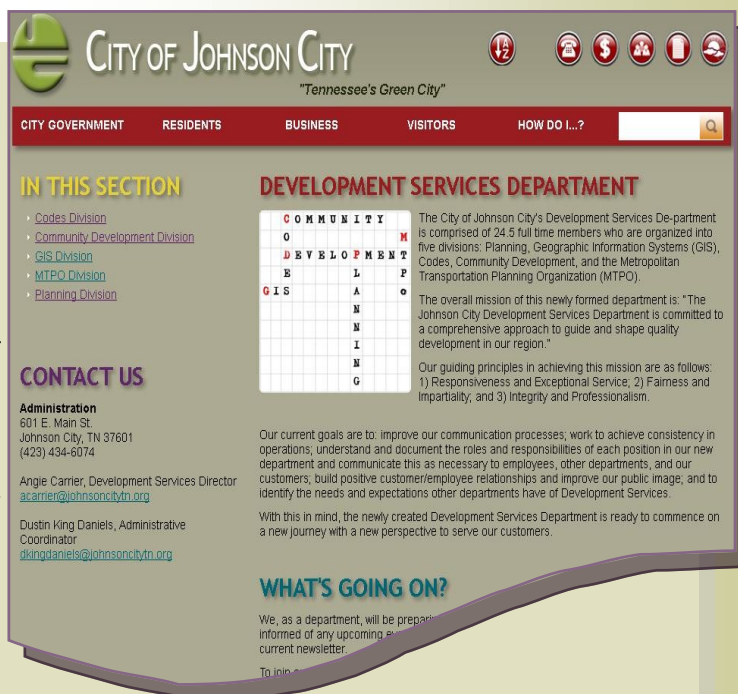 CITY OF JOHNSON CITY
"Tennessee's Green City"
CITY GOVERNMENT RESIDENTS BUSINESS VISITORS HOW DO I...?
IN THIS SECTION
Codes Division
Community Development Division
GIS Division
MTPO Division
Planning Division
CONTACT US
Administration
601 E. Main St.
Johnson City, TN 37601
(423) 434-6074
Angie Carrier, Development Services Director
acarrier@johnsoncitytn.org
Dustin King Daniels, Administrative
Coordinator
dkingdaniels@johnsoncitytn.org
DEVELOPMENT SERVICES DEPARTMENT
COMMUNITY
CODES
DEVELOPMENT
MTPO
GIS
PLANNING
The City of Johnson City's Development Services De-partment
is comprised of 24.5 full time members who are organized into
five divisions: Planning, Geographic Information Systems (GIS),
Codes, Community Development, and the Metropolitan
Transportation Planning Organization (MTPO).
The overall mission of this newly formed department is: "The
Johnson City Development Services Department is committed to
a comprehensive approach to guide and shape quality
development in our region."
Our guiding principles in achieving this mission are as follows:
1) Responsiveness and Exceptional Service; 2) Fairness and
Impartiality; and 3) Integrity and Professionalism.
Our current goals are to: improve our communication processes; work to achieve consistency in
operations; understand and document the roles and responsibilities of each position in our new
department and communicate this as necessary to employees, other departments, and our
customers; build positive customer/employee relationships and improve our public image; and to
identify the needs and expectations other departments have of Development Services.
With this in mind, the newly created Development Services Department is ready to commence on
a new journey with a new perspective to serve our customers.
WHAT'S GOING ON?
We, as a department, will be
informed of any upcoming
current newsletter.
To join